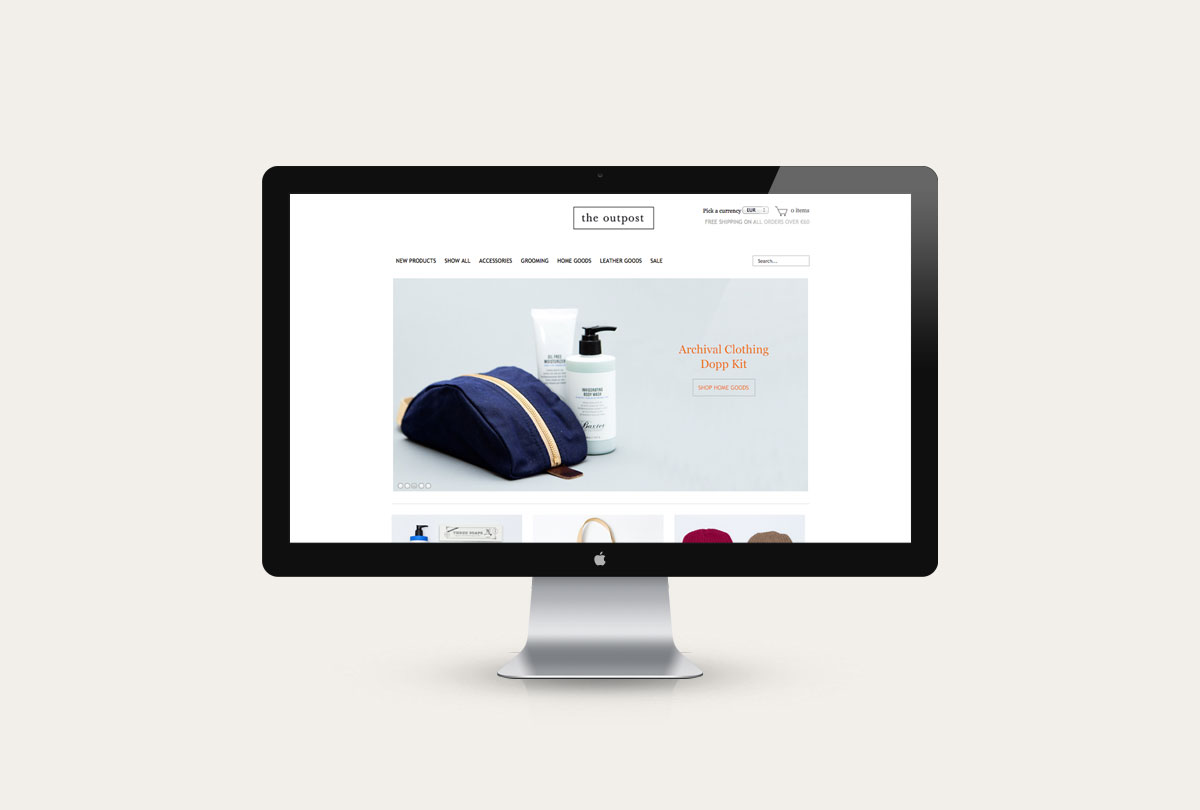 the outpost
Pick a currency EUR 0 items
FREE SHIPPING ON ALL ORDERS OVER €60
NEW PRODUCTS SHOW ALL ACCESSORIES GROOMING HOME GOODS LEATHER GOODS SALE
Search...
Archival Clothing
Dopp Kit
SHOP HOME GOODS
OIL FREE
MOISTURIZER
INVIGORATING
BODY WASH
Baxter
THREE SOAPS